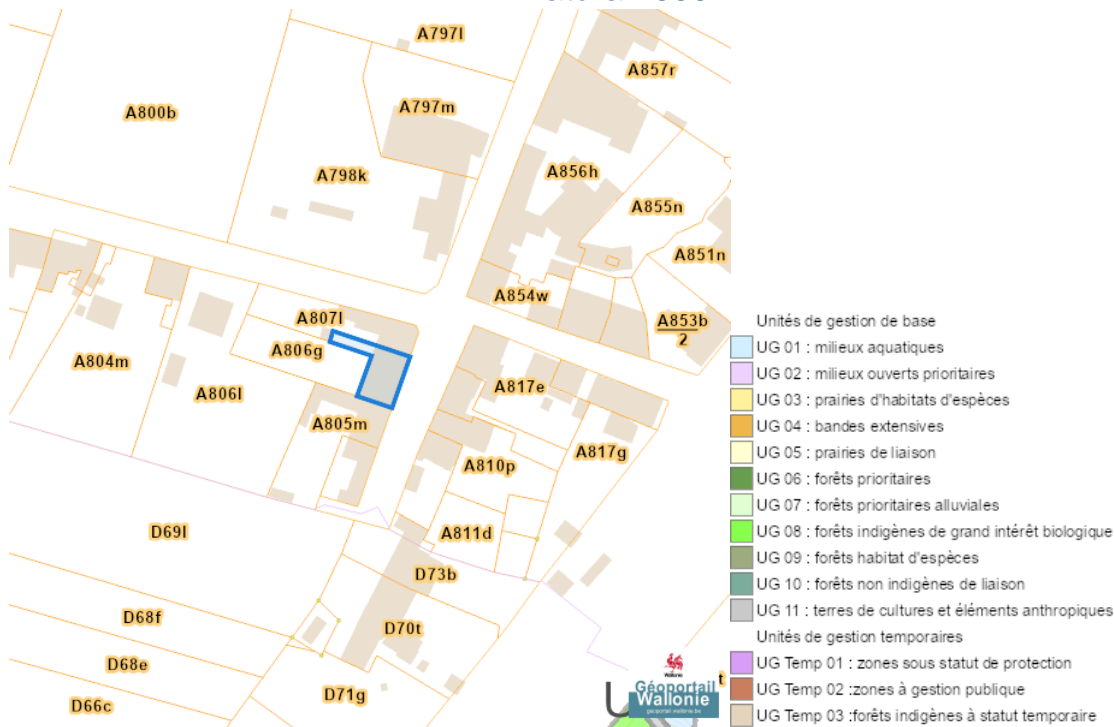 A797l
A857r
A797m
A800b
A856h
A798k
A855n
A851n
A854w
A807l
A853b
2
A806g
A804m
A817e
A806l
A805m
A817g
A810p
D69l
A811d
D73b
D68f
D70t
D68e
D71g
D66c
Wallonie
Géoportail
Wallonie
geoportail.wallonie.be
Unités de gestion de base
UG 01 : milieux aquatiques
UG 02 : milieux ouverts prioritaires
UG 03 : prairies d'habitats d'espèces
UG 04 : bandes extensives
UG 05 : prairies de liaison
UG 06 : forêts prioritaires
UG 07 : forêts prioritaires alluviales
UG 08 : forêts indigènes de grand intérêt biologique
UG 09 : forêts habitat d'espèces
UG 10 : forêts non indigènes de liaison
UG 11 : terres de cultures et éléments anthropiques
Unités de gestion temporaires
UG Temp 01 : zones sous statut de protection
UG Temp 02 :zones à gestion publique
UG Temp 03 :forêts indigènes à statut temporaire